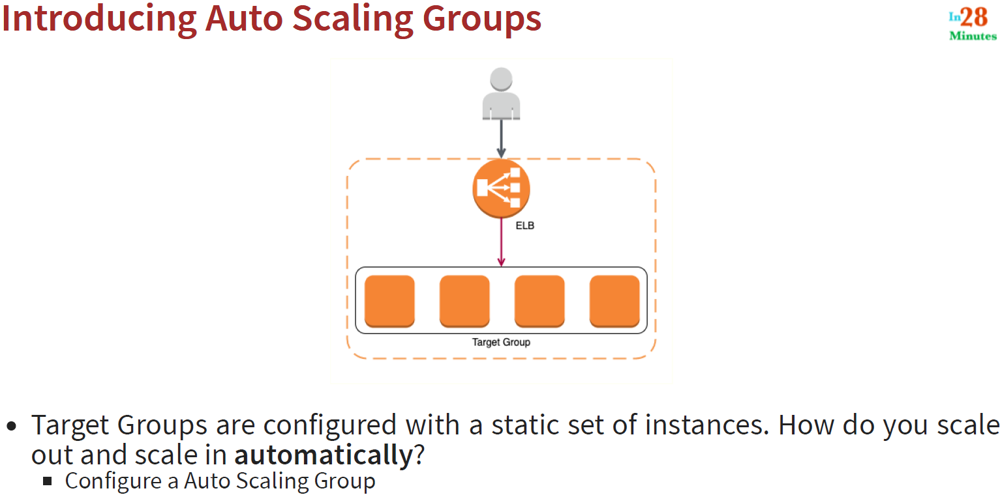 Introducing Auto Scaling Groups
In28
Minutes
ELB
Target Group
• Target Groups are configured with a static set of instances. How do you scale
out and scale in automatically?
▪ Configure a Auto Scaling Group